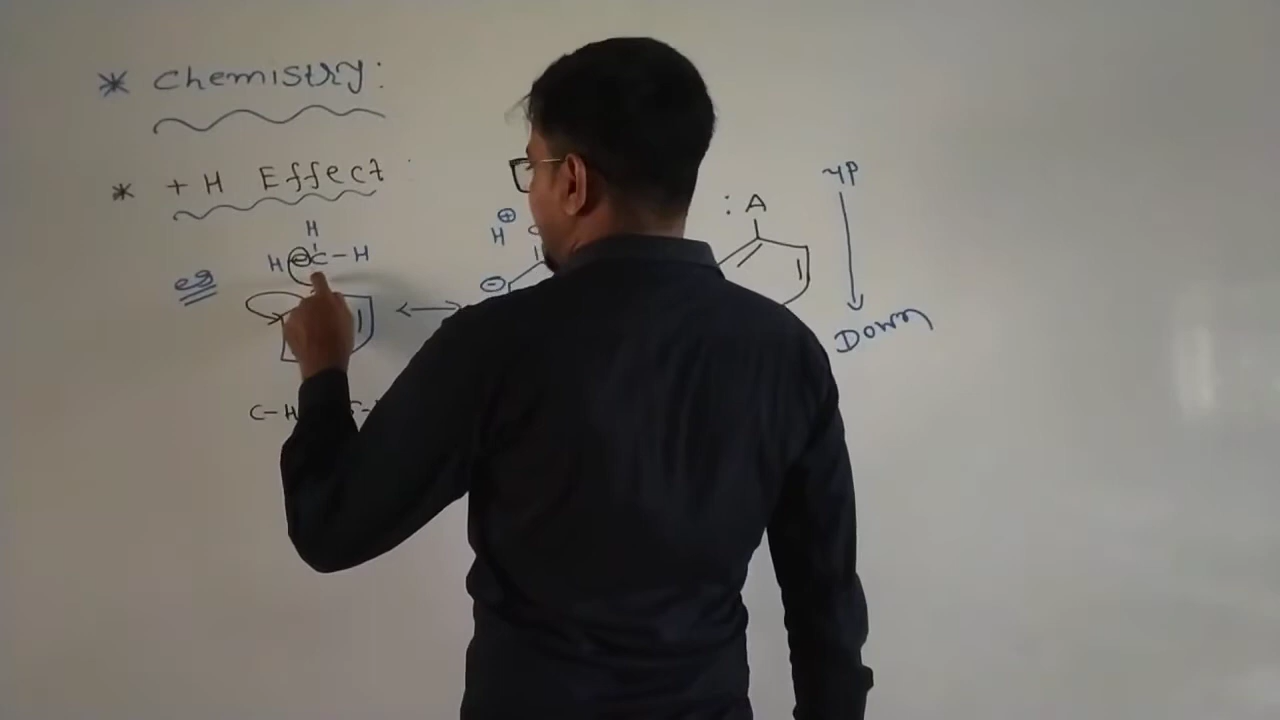 * Chemistry:
* + H Effect
H
H ⊖ C - H
eg
⊕
H
⊖
: A
up
Down
C-H